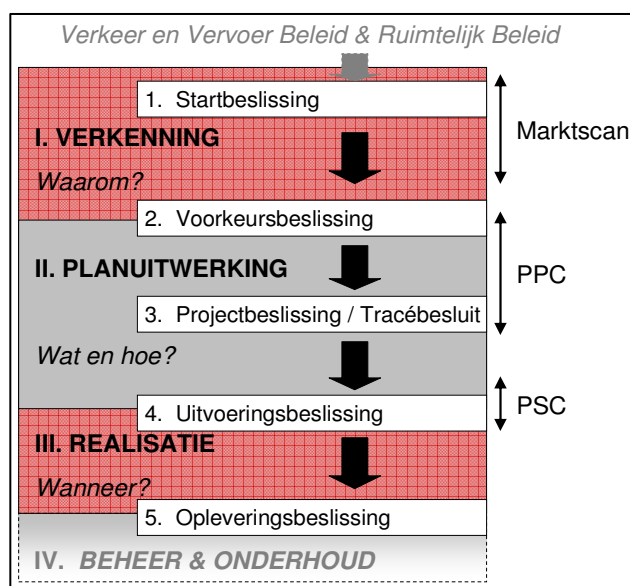 Verkeer en Vervoer Beleid & Ruimtelijk Beleid
1. Startbeslissing
I. VERKENNING
Marktscan
Waarom?
2. Voorkeursbeslissing
II. PLANUITWERKING
PPC
3. Projectbeslissing / Tracébesluit
Wat en hoe?
4. Uitvoeringsbeslissing
PSC
III. REALISATIE
Wanneer?
5. Opleveringsbeslissing
IV. BEHEER & ONDERHOUD